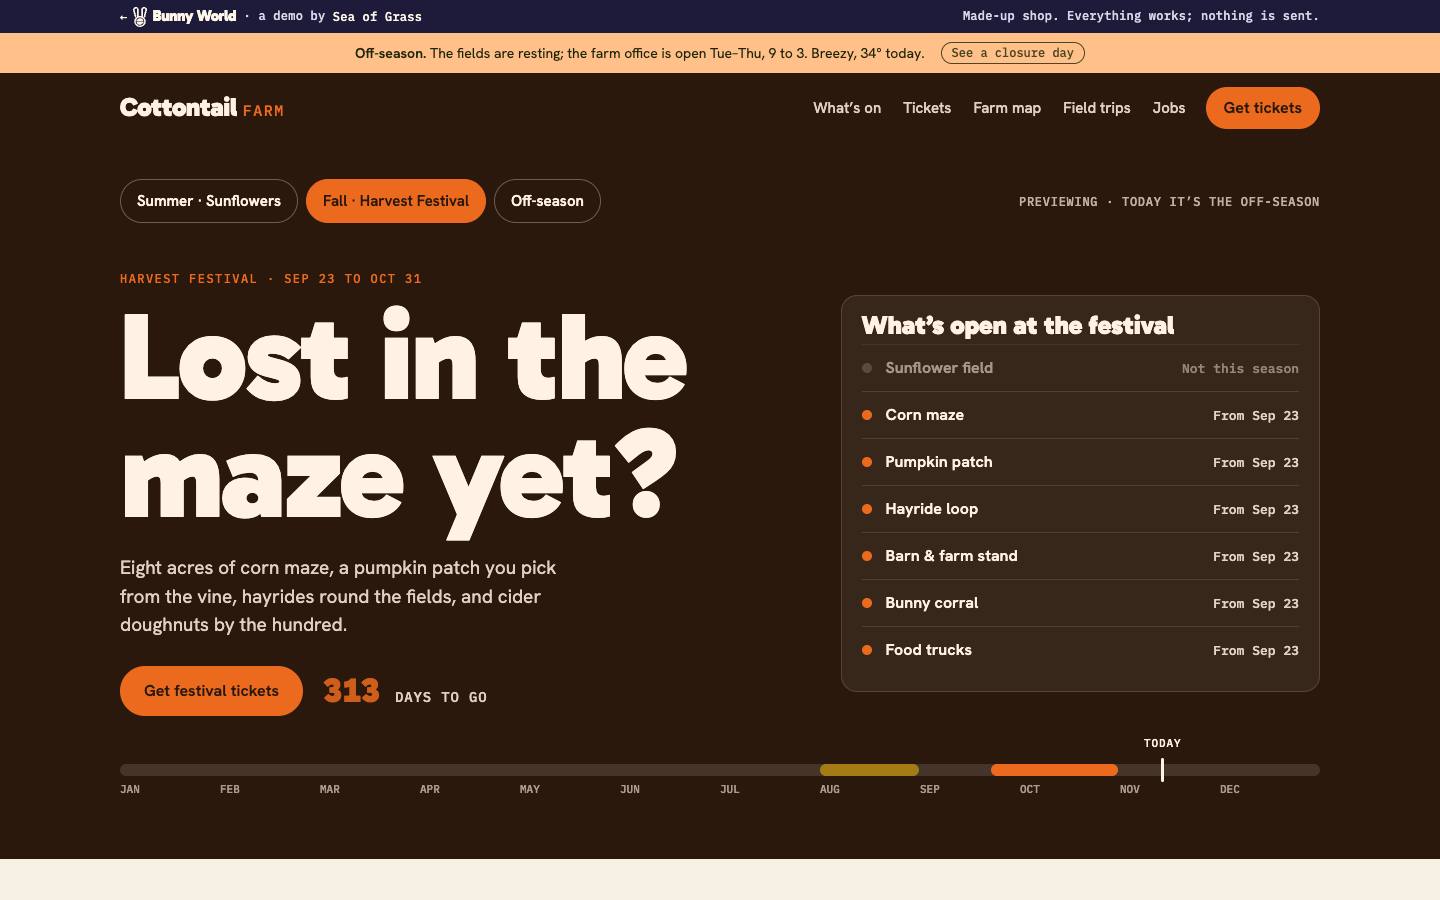 ← Bunny World · a demo by Sea of Grass
Made-up shop. Everything works; nothing is sent.
Off-season. The fields are resting; the farm office is open Tue–Thu, 9 to 3. Breezy, 34° today. See a closure day
Cottontail FARM
What’s on Tickets Farm map Field trips Jobs Get tickets
Summer · Sunflowers Fall · Harvest Festival Off-season
PREVIEWING · TODAY IT’S THE OFF-SEASON
HARVEST FESTIVAL · SEP 23 TO OCT 31
Lost in the
maze yet?
Eight acres of corn maze, a pumpkin patch you pick
from the vine, hayrides round the fields, and cider
doughnuts by the hundred.
Get festival tickets 313 DAYS TO GO
What’s open at the festival
Sunflower field Not this season
Corn maze From Sep 23
Pumpkin patch From Sep 23
Hayride loop From Sep 23
Barn & farm stand From Sep 23
Bunny corral From Sep 23
Food trucks From Sep 23
TODAY
JAN FEB MAR APR MAY JUN JUL AUG SEP OCT NOV DEC